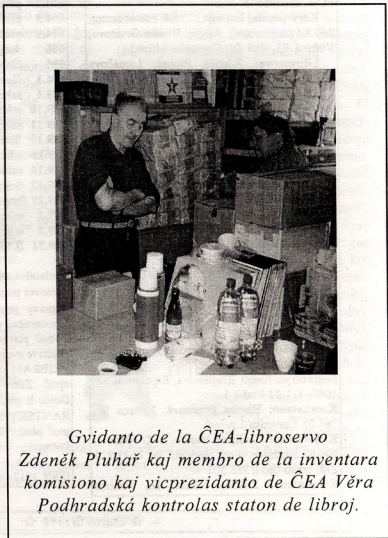 Gvidanto de la ĈEA-libroservo
Zdeněk Pluhař kaj membro de la inventara
komisiono kaj vicprezidanto de ĈEA Věra
Podhradská kontrolas staton de libroj.